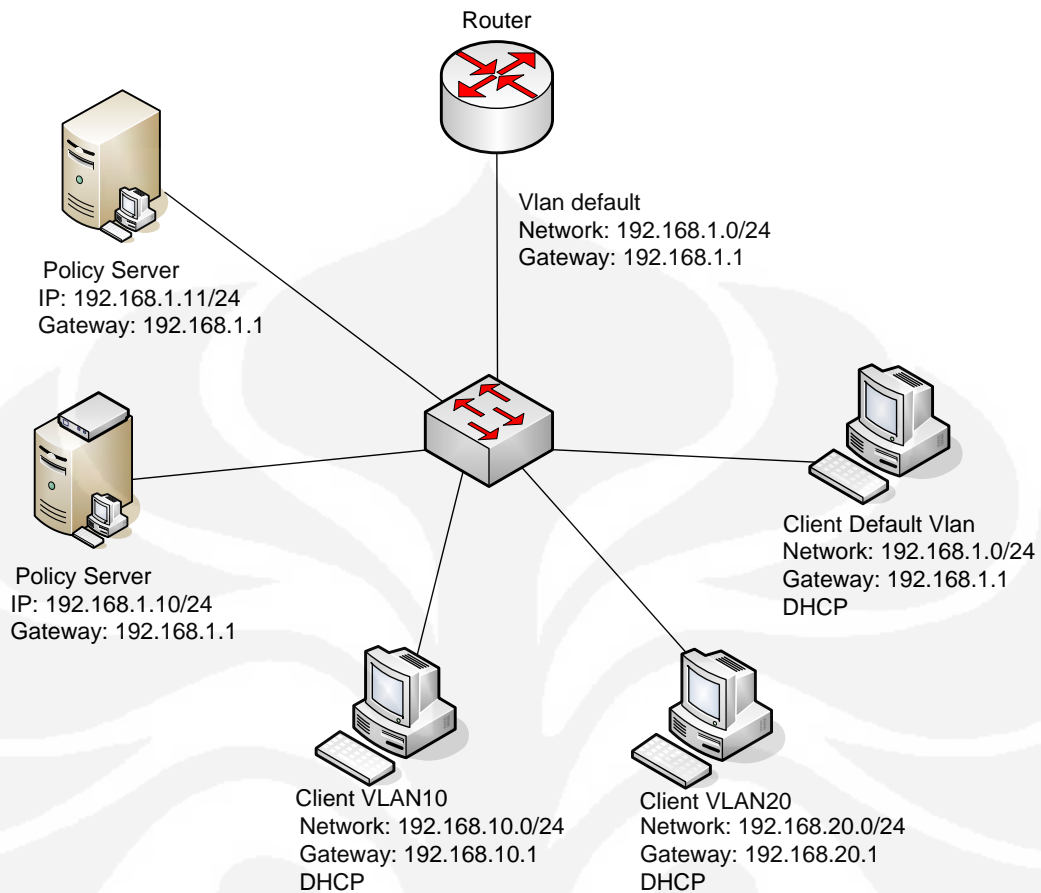 Router
Vlan default
Network: 192.168.1.0/24
Gateway: 192.168.1.1
Policy Server
IP: 192.168.1.11/24
Gateway: 192.168.1.1
Policy Server
IP: 192.168.1.10/24
Gateway: 192.168.1.1
Client Default Vlan
Network: 192.168.1.0/24
Gateway: 192.168.1.1
DHCP
Client VLAN10
Network: 192.168.10.0/24
Gateway: 192.168.10.1
DHCP
Client VLAN20
Network: 192.168.20.0/24
Gateway: 192.168.20.1
DHCP